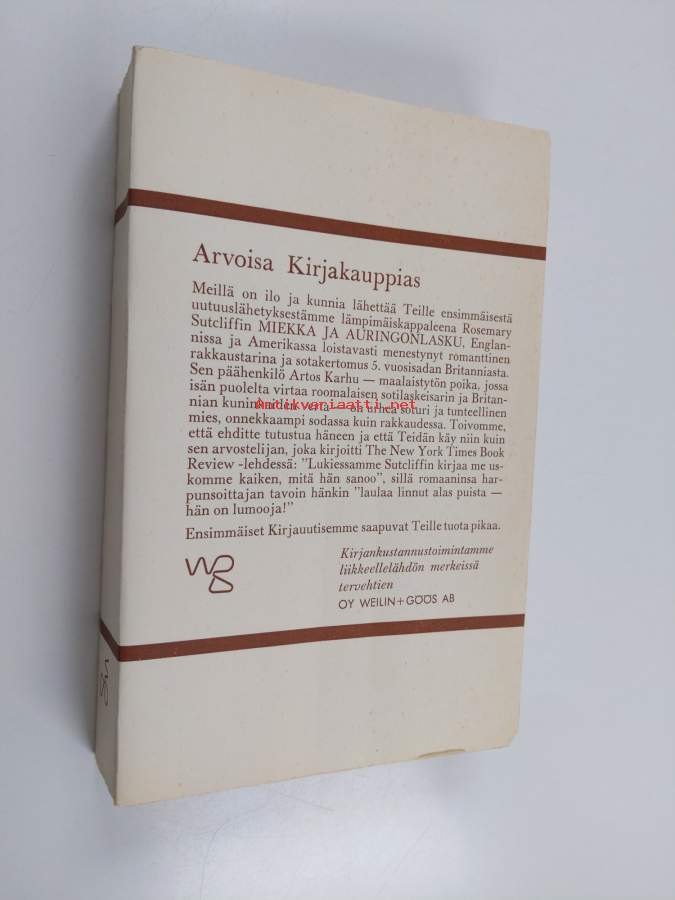 Arvoisa Kirjakauppias
Meillä on ilo ja kunnia lähettää Teille ensimmäisestä
uutuuslähetyksestämme lämpimäiskappaleena Rosemary
Sutcliffin MIEKKA JA AURINGONLASKU, Englan-
nissa ja Amerikassa loistavasti menestynyt romanttinen
rakkaustarina ja sotakertomus 5. vuosisadan Britanniasta.
Sen päähenkilö Artos Karhu — maalaistytön poika, jossa
isän puolelta virtaa roomalaisen sotilaskeisarin ja Britan-
nian kuninkaiden verta — on urhea soturi ja tunteellinen
Antikvariaatti.net
mies, onnekkaampi sodassa kuin rakkaudessa. Toivomme,
että ehditte tutustua häneen ja että Teidän käy niin kuin
sen arvostelijan, joka kirjoitti The New York Times Book
Review -lehdessä: "Lukiessamme Sutcliffin kirjaa me us-
komme kaiken, mitä hän sanoo", sillä romaaninsa har-
punsoittajan tavoin hänkin "laulaa linnut alas puista —
hän on lumooja!"
Ensimmäiset Kirjauutisemme saapuvat Teille tuota pikaa.
Kirjankustannustoimintamme
liikkeellelähdön merkeissä
tervehtien
OY WEILIN+GÖÖS AB